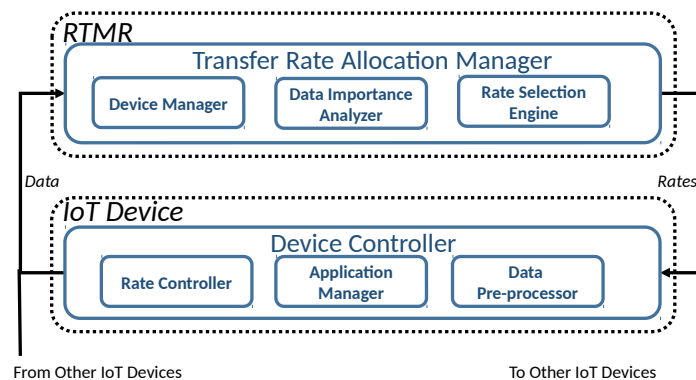 RTMR
Transfer Rate Allocation Manager
Device Manager
Data Importance
Analyzer
Rate Selection
Engine
Data
Rates
IoT Device
Device Controller
Rate Controller
Application
Manager
Data
Pre-processor
From Other IoT Devices
To Other IoT Devices